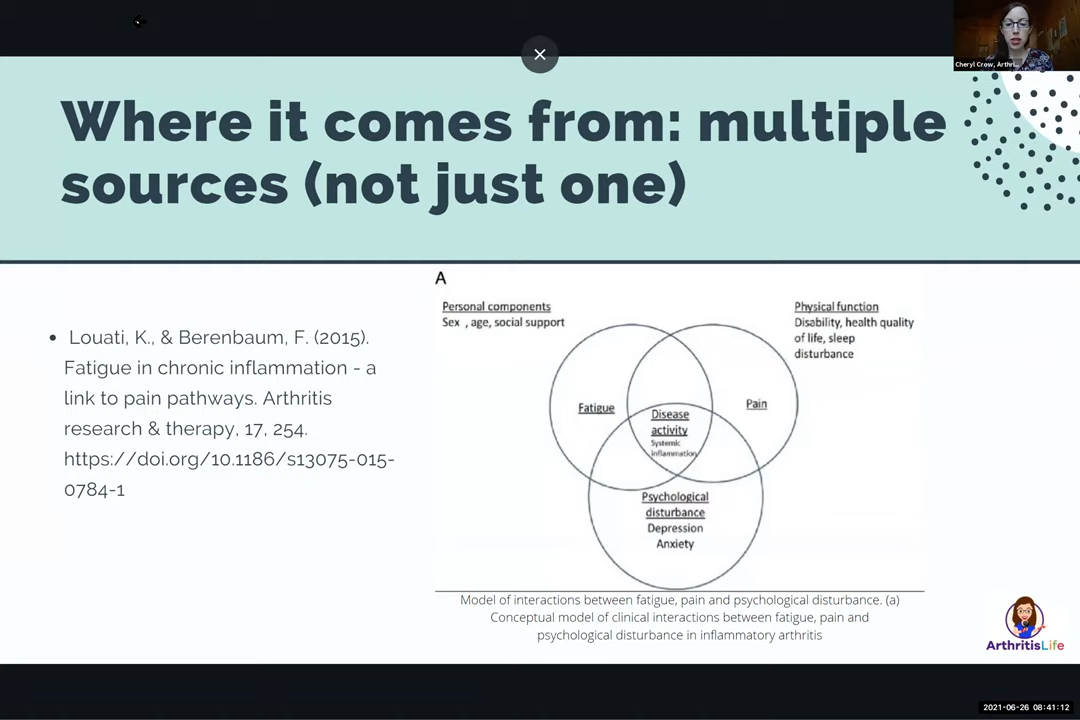 Cheryl Crow, Arthri...
Where it comes from: multiple
sources (not just one)
• Louati, K., & Berenbaum, F. (2015).
Fatigue in chronic inflammation - a
link to pain pathways. Arthritis
research & therapy, 17, 254.
https://doi.org/10.1186/s13075-015-
0784-1
A
Personal components
Sex , age, social support
Physical function
Disability, health quality
of life, sleep
disturbance
Fatigue
Pain
Disease
activity
Systemic
inflammation
Psychological
disturbance
Depression
Anxiety
Model of interactions between fatigue, pain and psychological disturbance. (a)
Conceptual model of clinical interactions between fatigue, pain and
psychological disturbance in inflammatory arthritis
ArthritisLife
2021-06-26 08:41:12